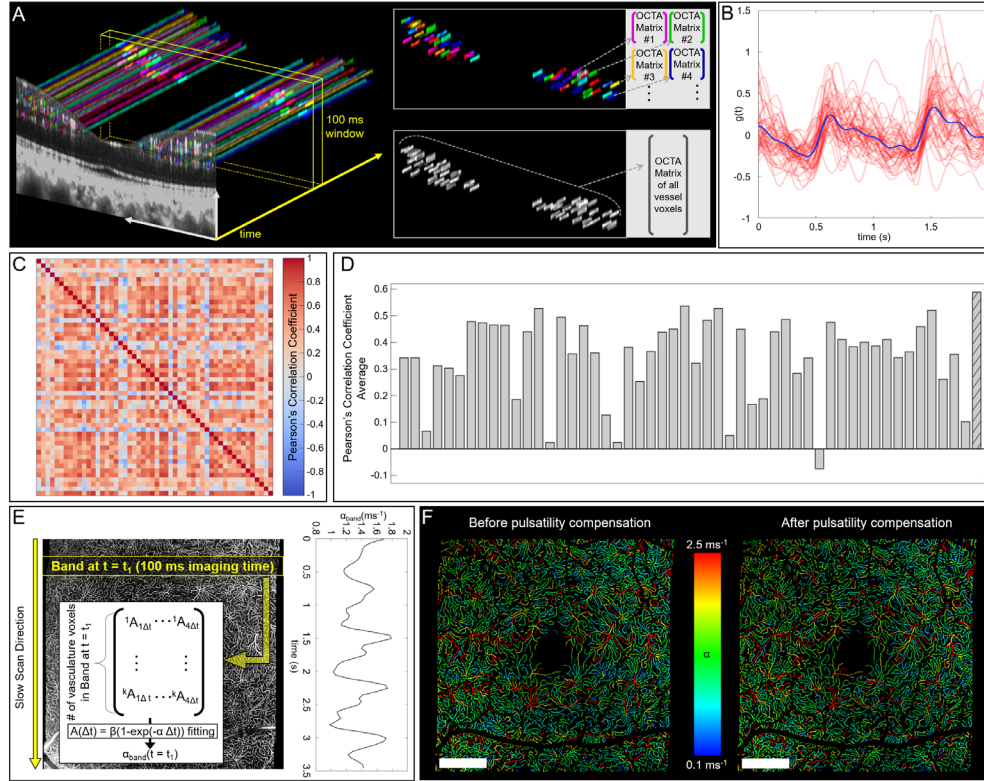 A
100 ms
window
time
OCTA
Matrix
#1
OCTA
Matrix
#2
OCTA
Matrix
#3
OCTA
Matrix
#4
OCTA
Matrix
of all
vessel
voxels
B
g(t)
1.5
1
0.5
0
-0.5
-1
0 0.5 1 1.5
time (s)
C
1
0.8
0.6
0.4
0.2
0
-0.2
-0.4
-0.6
-0.8
-1
Pearson's Correlation Coefficient
D
Pearson's Correlation Coefficient
Average
0.6
0.5
0.4
0.3
0.2
0.1
0
0.1
E
Slow Scan Direction
Band at t = t1 (100 ms imaging time)
# of vasculature voxels
in Band at t = t1
1A1Δt ···· 1A4Δt
kA1Δt ···· kA4Δt
A(Δt) = β(1-exp(-α Δt)) fitting
αband(t = t1)
αband(ms-1)
0.8 1 1.2 1.4 1.6 1.8 2
0
0.5
1
1.5
2
2.5
3
3.5
time (s)
F
Before pulsatility compensation
After pulsatility compensation
2.5 ms-1
α
0.1 ms-1